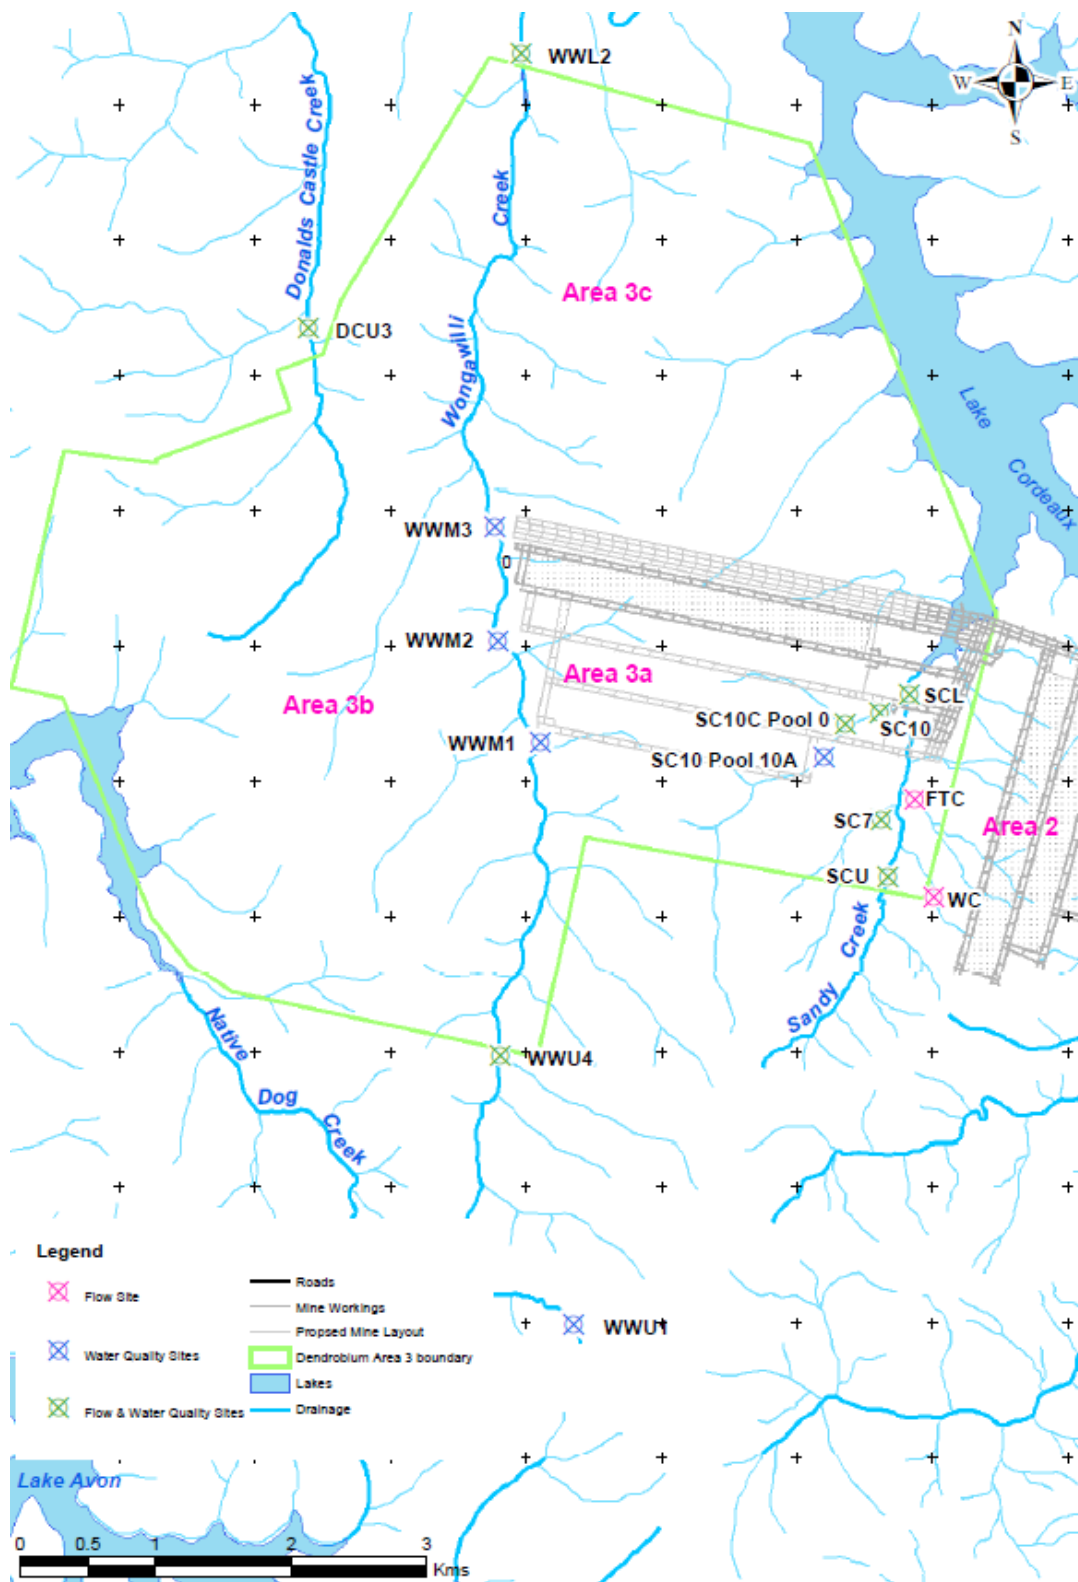 N
W E
S
WWL2
Donalds Castle Creek
Creek
Area 3c
DCU3
Wongawilli
Lake
Cordeaux
WWM3
0
WWM2
Area 3a
Area 3b
SCL
SC10C Pool 0
SC10
WWM1
SC10 Pool 10A
FTC
SC7
Area 2
SCU
WC
Creek
Sandy
Native
WWU4
Dog
Creek
Legend
Flow Site
Water Quality Sites
Flow & Water Quality Sites
Roads
Mine Workings
Propsed Mine Layout
Dendrobium Area 3 boundary
Lakes
Drainage
WWU1
Lake Avon
0 0.5 1 2 3
Kms